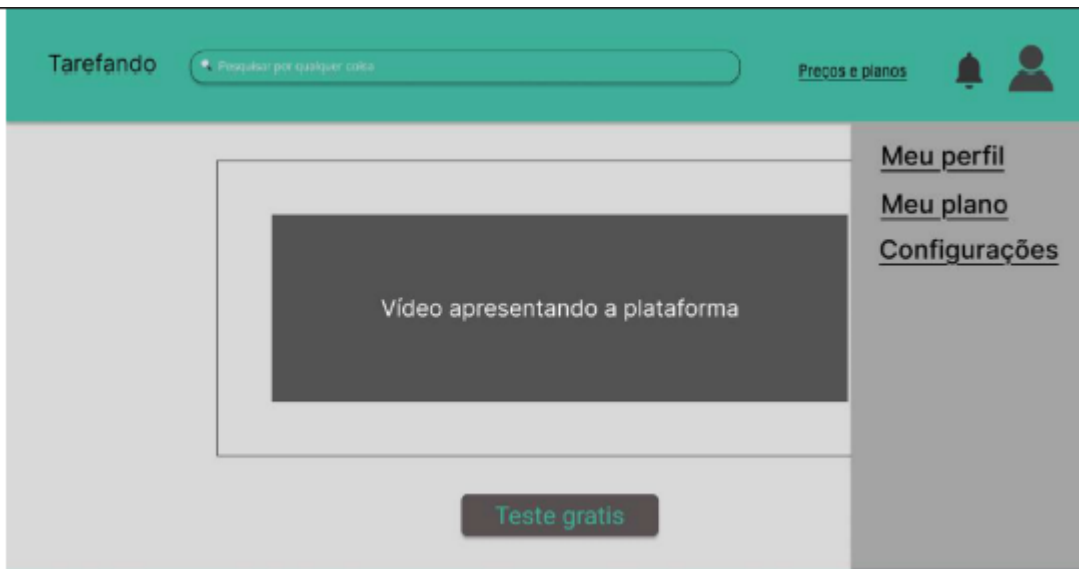 Tarefando
Pesquisar por qualquer coisa
Preços e planos
Meu perfil
Meu plano
Configurações
Vídeo apresentando a plataforma
Teste gratis